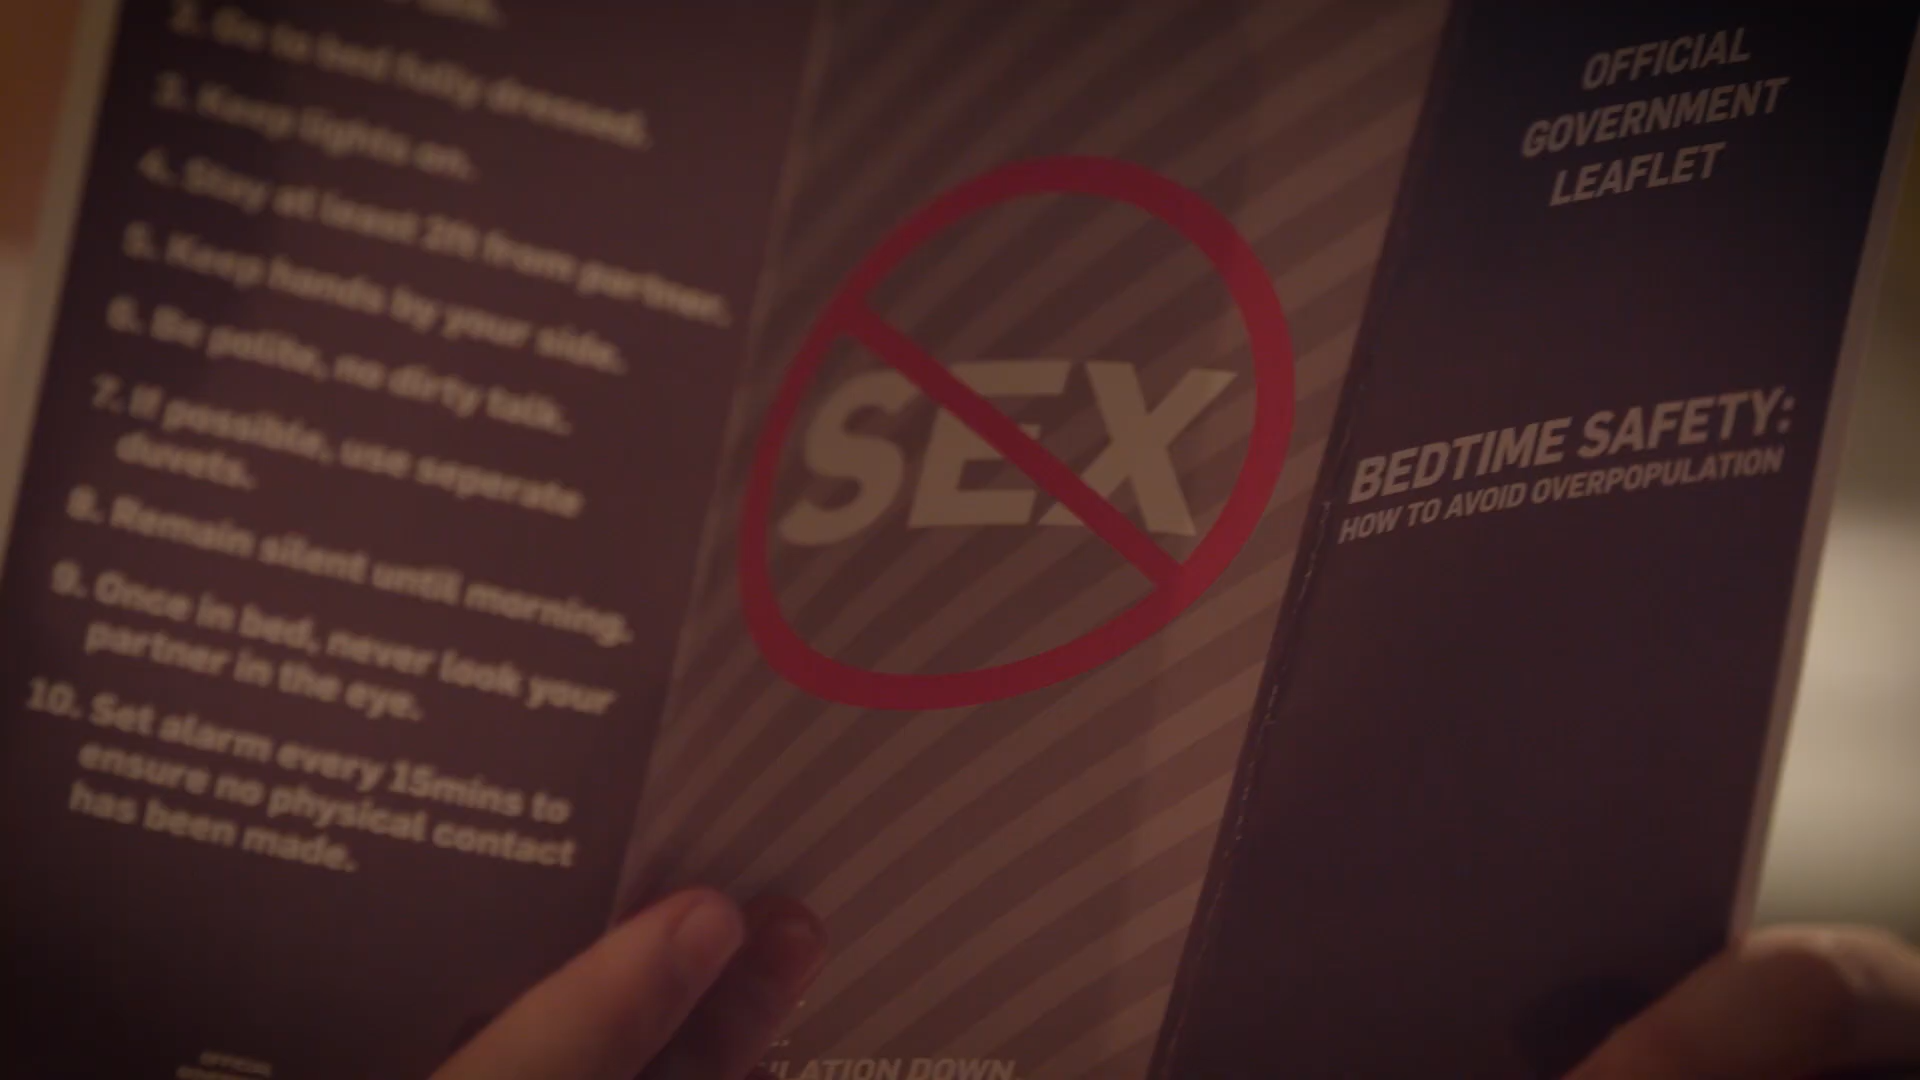 2. Go to bed fully dressed.
3. Keep lights on.
4. Stay at least 2ft from partner.
5. Keep hands by your side.
6. Be polite, no dirty talk.
7. If possible, use separate
duvets.
8. Remain silent until morning.
9. Once in bed, never look your
partner in the eye.
10. Set alarm every 15mins to
ensure no physical contact
has been made.
OFFICIAL
SEX
DOWN
OFFICIAL
GOVERNMENT
LEAFLET
BEDTIME SAFETY:
HOW TO AVOID OVERPOPULATION